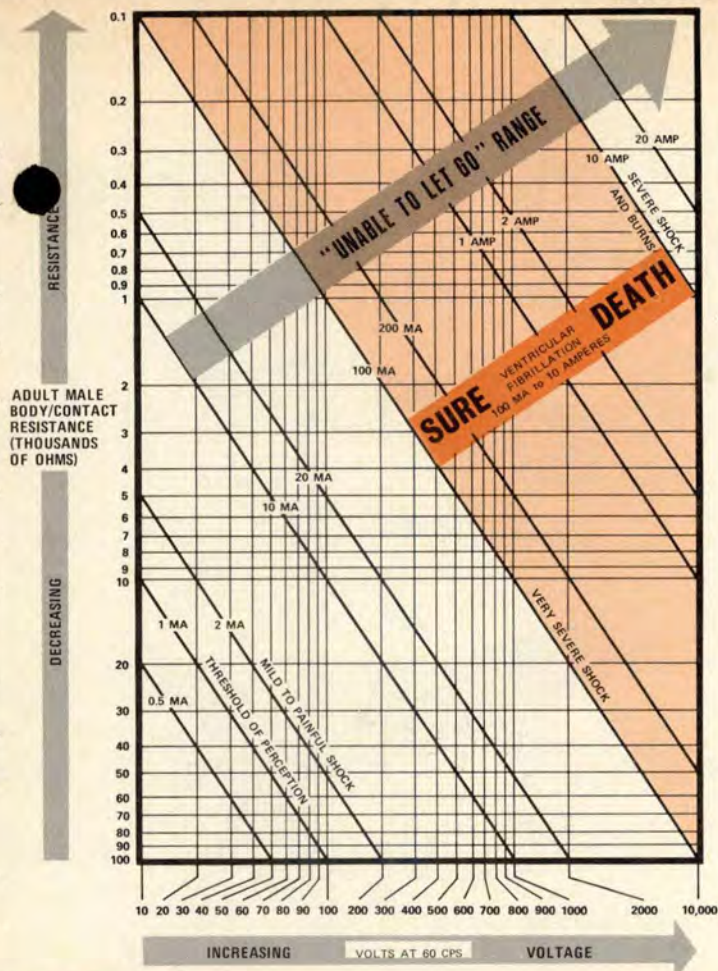 0.1
0.2
0.3
0.4
0.5
0.6
0.7
0.8
0.9
1
2
3
4
5
6
7
8
9
10
20
30
40
50
60
70
80
90
100
RESISTANCE
ADULT MALE
BODY/CONTACT
RESISTANCE
(THOUSANDS
OF OHMS)
DECREASING
"UNABLE TO LET GO" RANGE
20 AMP
10 AMP
SEVERE SHOCK
AND BURNS
2 AMP
1 AMP
200 MA
100 MA
SURE
VENTRICULAR
FIBRILLATION
100 MA to 10 AMPERES
DEATH
20 MA
10 MA
VERY SEVERE SHOCK
2 MA
MILD TO PAINFUL SHOCK
1 MA
THRESHOLD OF PERCEPTION
0.5 MA
10 20 30 40 50 60 70 80 90 100 200 300 400 500 600 700 800 900 1000 2000 10,000
INCREASING VOLTS AT 60 CPS VOLTAGE